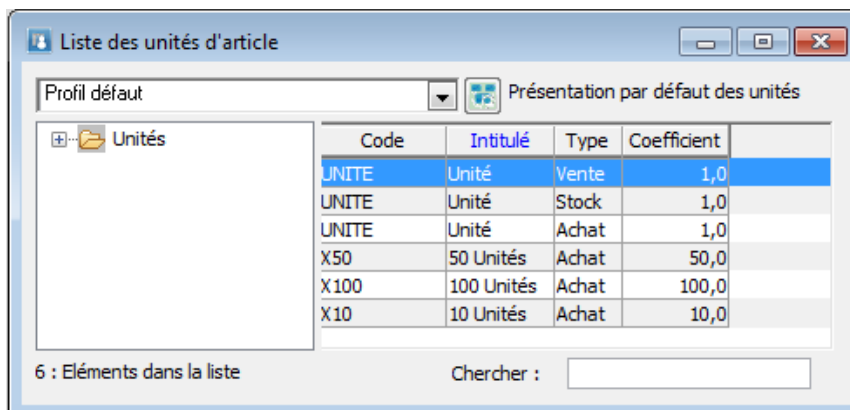 Liste des unités d'article
Profil défaut
Présentation par défaut des unités
Unités
Code Intitulé Type Coefficient
UNITE Unité Vente 1,0
UNITE Unité Stock 1,0
UNITE Unité Achat 1,0
X50 50 Unités Achat 50,0
X100 100 Unités Achat 100,0
X10 10 Unités Achat 10,0
6 : Eléments dans la liste
Chercher :